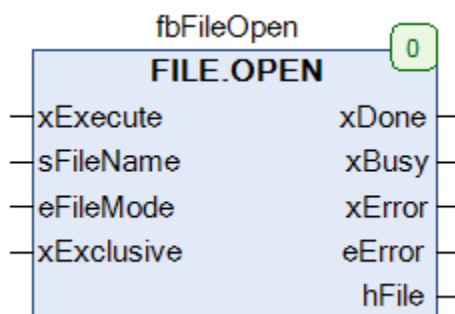 fbFileOpen
0
FILE.OPEN
xExecute xDone
sFileName xBusy
eFileMode xError
xExclusive eError
hFile